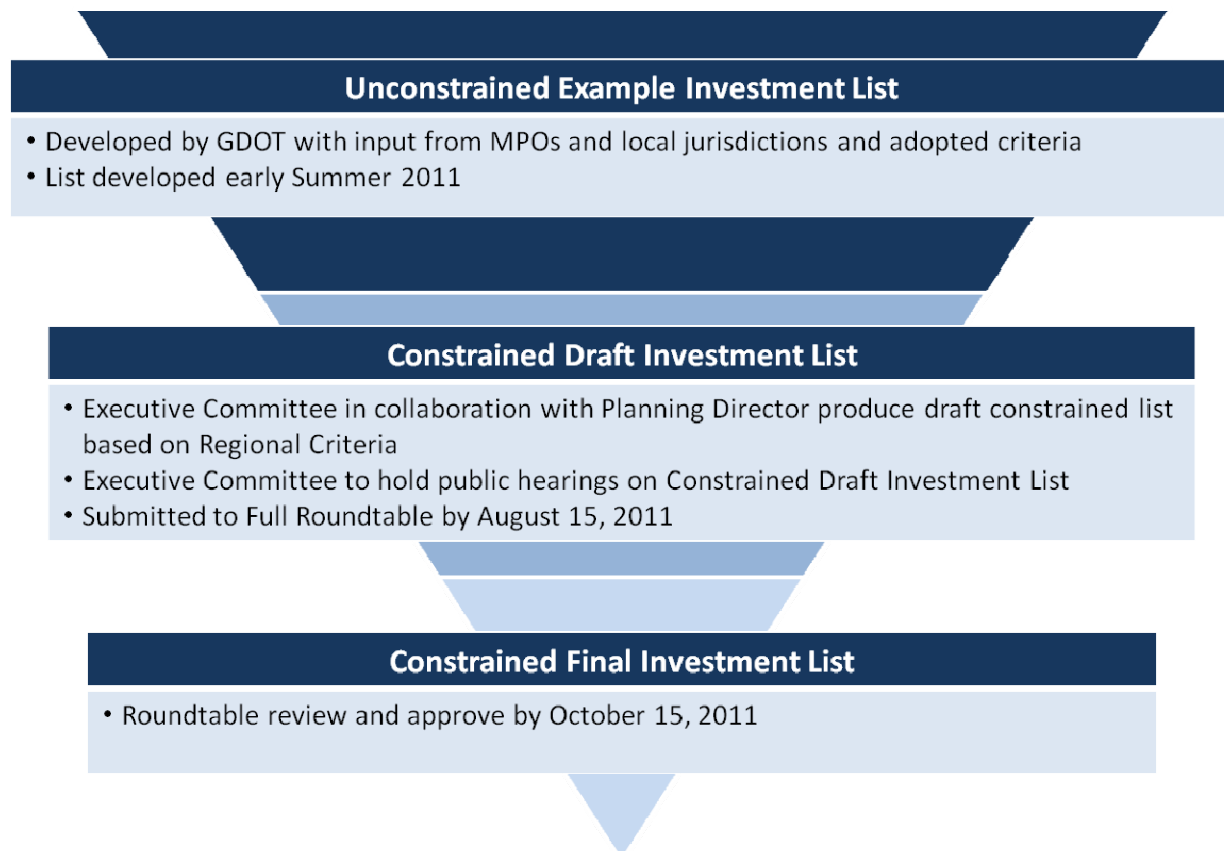 Unconstrained Example Investment List
• Developed by GDOT with input from MPOs and local jurisdictions and adopted criteria
• List developed early Summer 2011
Constrained Draft Investment List
• Executive Committee in collaboration with Planning Director produce draft constrained list
based on Regional Criteria
• Executive Committee to hold public hearings on Constrained Draft Investment List
• Submitted to Full Roundtable by August 15, 2011
Constrained Final Investment List
• Roundtable review and approve by October 15, 2011